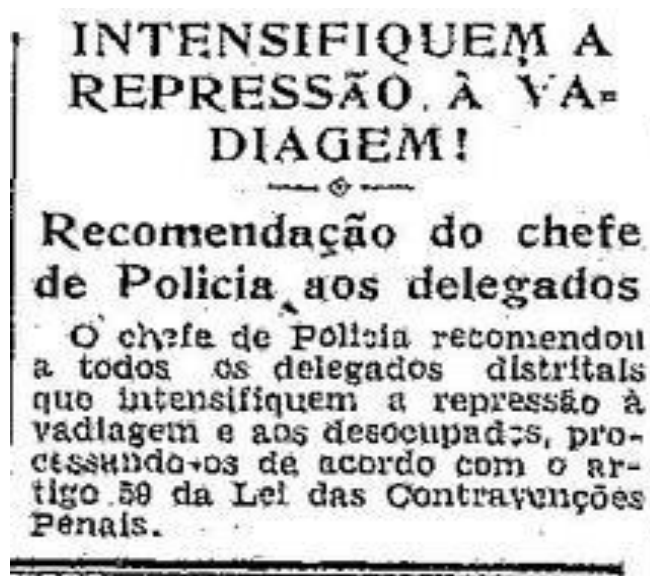 INTENSIFIQUEM A
REPRESSÃO À VA-
DIAGEM!
Recomendação do chefe
de Policia aos delegados
O chefe de Policia recomendou
a todos os delegados distritais
que intensifiquem a repressão à
vadiagem e aos desocupados, pro-
cessando-os de acordo com o ar-
tigo 59 da Lei das Contravenções
Penais.